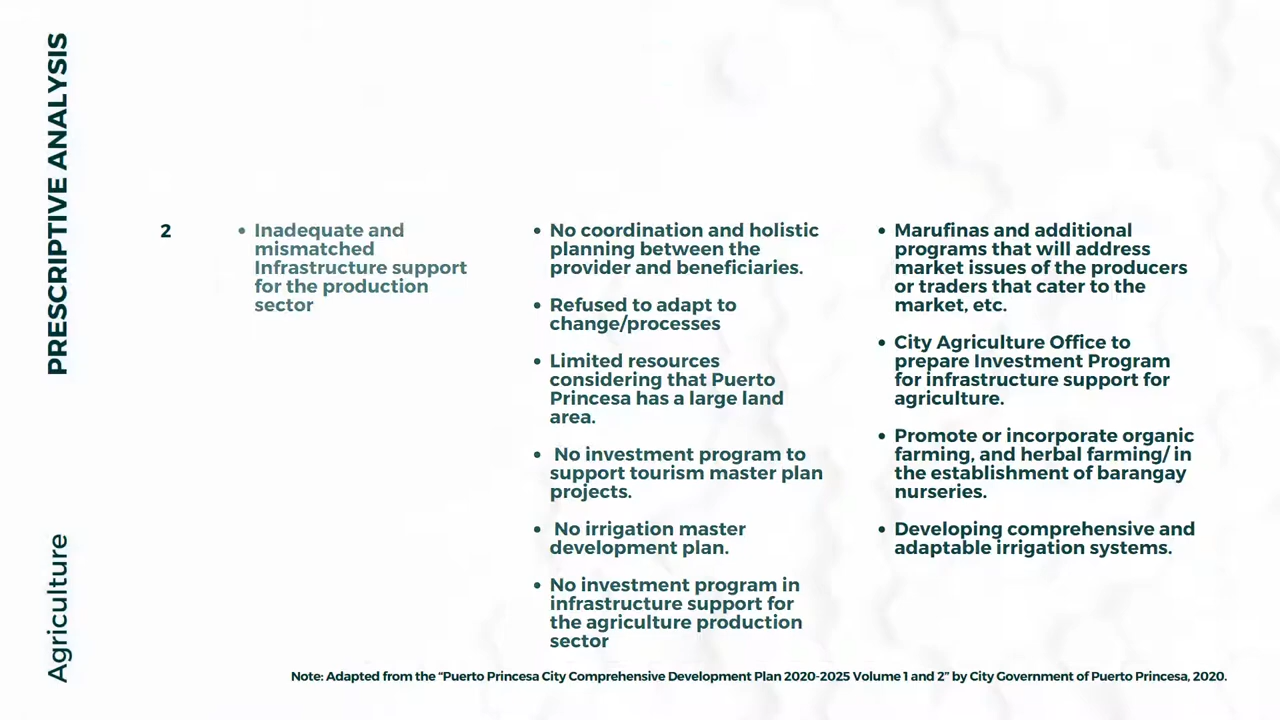 PRESCRIPTIVE ANALYSIS
Agriculture
2
• Inadequate and
mismatched
Infrastructure support
for the production
sector
• No coordination and holistic
planning between the
provider and beneficiaries.
• Refused to adapt to
change/processes
• Limited resources
considering that Puerto
Princesa has a large land
area.
• No investment program to
support tourism master plan
projects.
• No irrigation master
development plan.
• No investment program in
infrastructure support for
the agriculture production
sector
• Marufinas and additional
programs that will address
market issues of the producers
or traders that cater to the
market, etc.
• City Agriculture Office to
prepare Investment Program
for infrastructure support for
agriculture.
• Promote or incorporate organic
farming, and herbal farming/ in
the establishment of barangay
nurseries.
• Developing comprehensive and
adaptable irrigation systems.
Note: Adapted from the “Puerto Princesa City Comprehensive Development Plan 2020-2025 Volume 1 and 2” by City Government of Puerto Princesa, 2020.